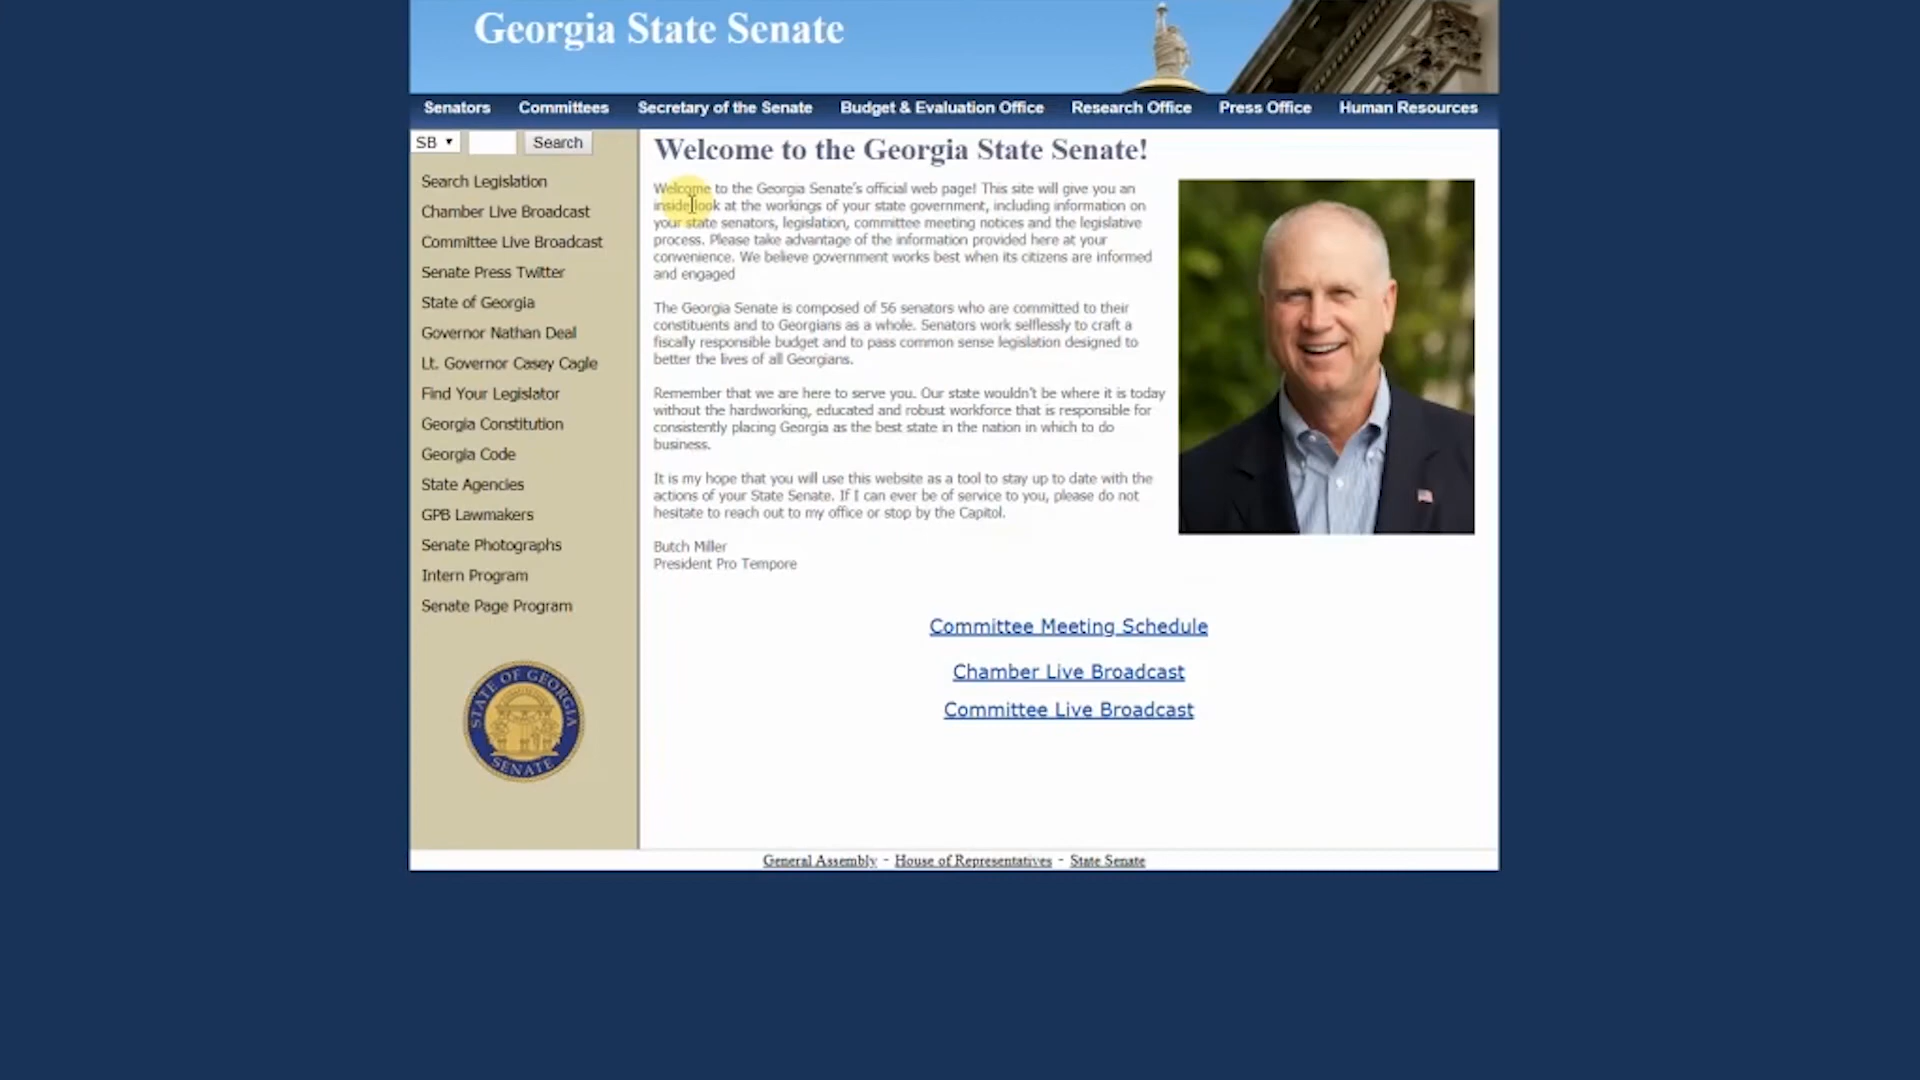 Georgia State Senate
Senators Committees Secretary of the Senate Budget & Evaluation Office Research Office Press Office Human Resources
SB Search
Search Legislation
Chamber Live Broadcast
Committee Live Broadcast
Senate Press Twitter
State of Georgia
Governor Nathan Deal
Lt. Governor Casey Cagle
Find Your Legislator
Georgia Constitution
Georgia Code
State Agencies
GPB Lawmakers
Senate Photographs
Intern Program
Senate Page Program
STATE OF GEORGIA
SENATE
Welcome to the Georgia State Senate!
Welcome to the Georgia Senate's official web page! This site will give you an
inside look at the workings of your state government, including information on
your state senators, legislation, committee meeting notices and the legislative
process. Please take advantage of the information provided here at your
convenience. We believe government works best when its citizens are informed
and engaged
The Georgia Senate is composed of 56 senators who are committed to their
constituents and to Georgians as a whole. Senators work selflessly to craft a
fiscally responsible budget and to pass common sense legislation designed to
better the lives of all Georgians.
Remember that we are here to serve you. Our state wouldn't be where it is today
without the hardworking, educated and robust workforce that is responsible for
consistently placing Georgia as the best state in the nation in which to do
business.
It is my hope that you will use this website as a tool to stay up to date with the
actions of your State Senate. If I can ever be of service to you, please do not
hesitate to reach out to my office or stop by the Capitol.
Butch Miller
President Pro Tempore
Committee Meeting Schedule
Chamber Live Broadcast
Committee Live Broadcast
General Assembly - House of Representatives - State Senate